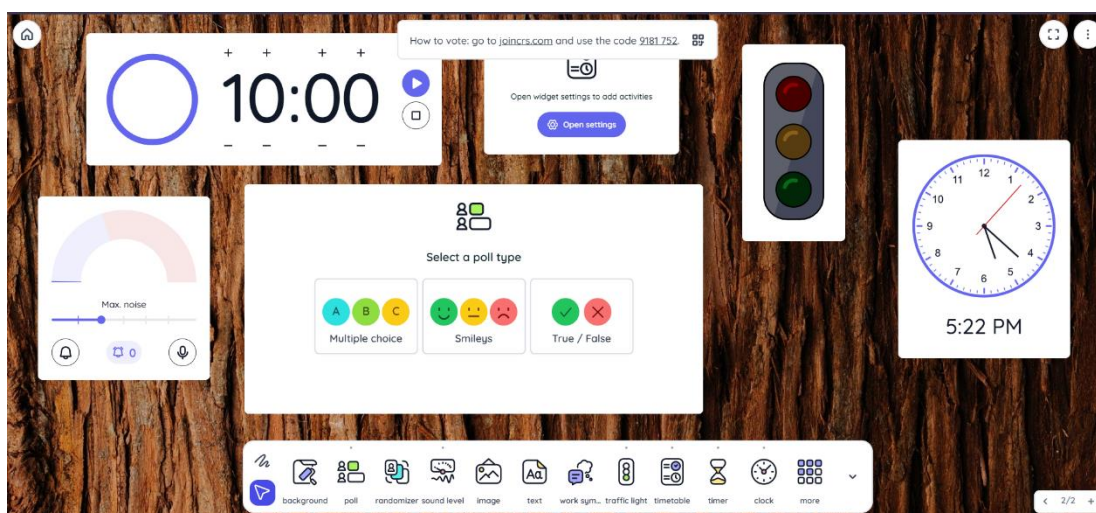 How to vote: go to joincrs.com and use the code 9181 752.
10:00
Open widget settings to add activities
Open settings
12
1
2
3
4
5
6
7
8
9
10
11
5:22 PM
Max. noise
0
Select a poll type
A B C
Multiple choice
Smileys
True / False
background poll randomizer sound level image text work sym... traffic light timetable timer clock more
Aa
2/2